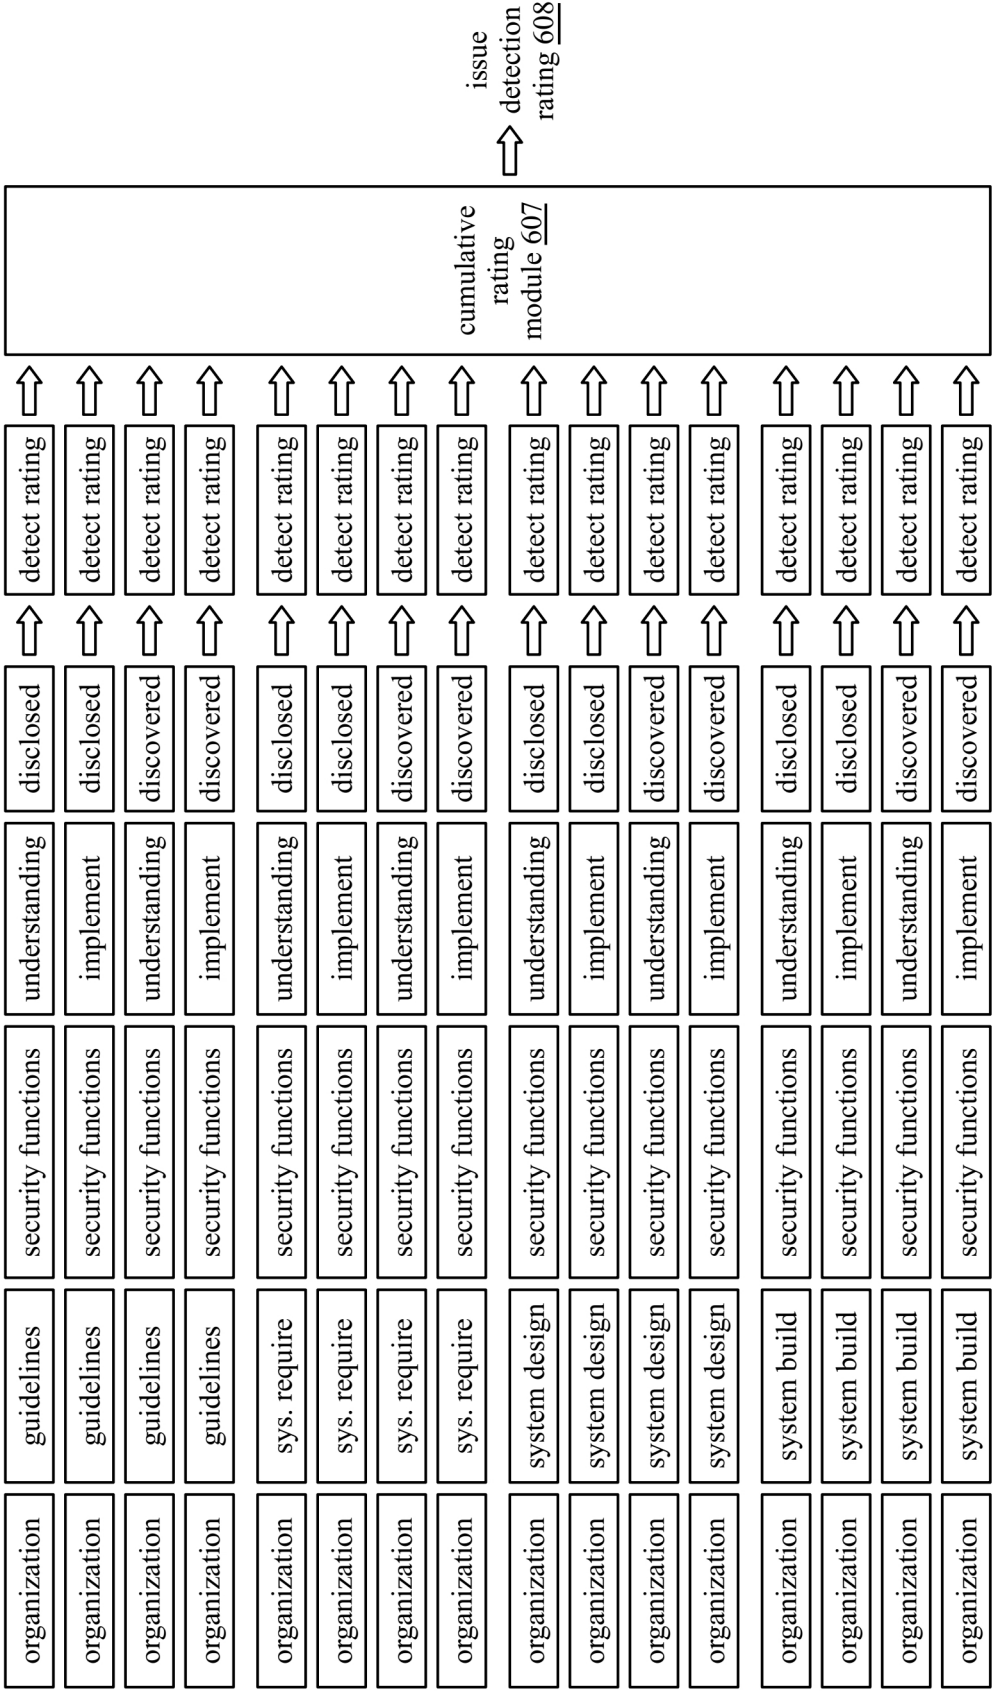 organization guidelines security functions understanding disclosed detect rating
organization guidelines security functions implement disclosed detect rating
organization guidelines security functions understanding discovered detect rating
organization guidelines security functions implement discovered detect rating
organization sys. require security functions understanding disclosed detect rating
organization sys. require security functions implement disclosed detect rating
organization sys. require security functions understanding discovered detect rating
organization sys. require security functions implement discovered detect rating
organization system design security functions understanding disclosed detect rating
organization system design security functions implement disclosed detect rating
organization system design security functions understanding discovered detect rating
organization system design security functions implement discovered detect rating
organization system build security functions understanding disclosed detect rating
organization system build security functions implement disclosed detect rating
organization system build security functions understanding discovered detect rating
organization system build security functions implement discovered detect rating
cumulative
rating
module 607
issue
detection
rating 608